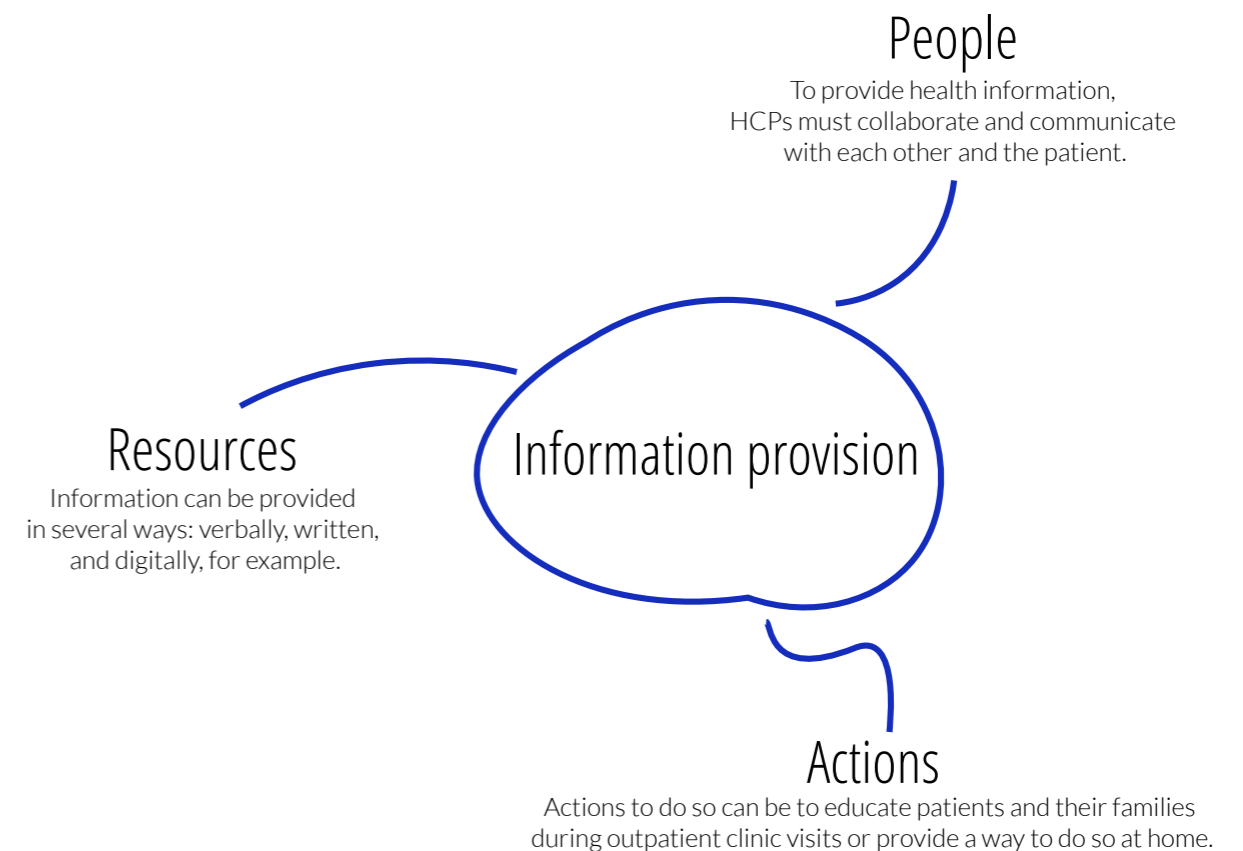 People
To provide health information,
HCPs must collaborate and communicate
with each other and the patient.
Information provision
Resources
Information can be provided
in several ways: verbally, written,
and digitally, for example.
Actions
Actions to do so can be to educate patients and their families
during outpatient clinic visits or provide a way to do so at home.